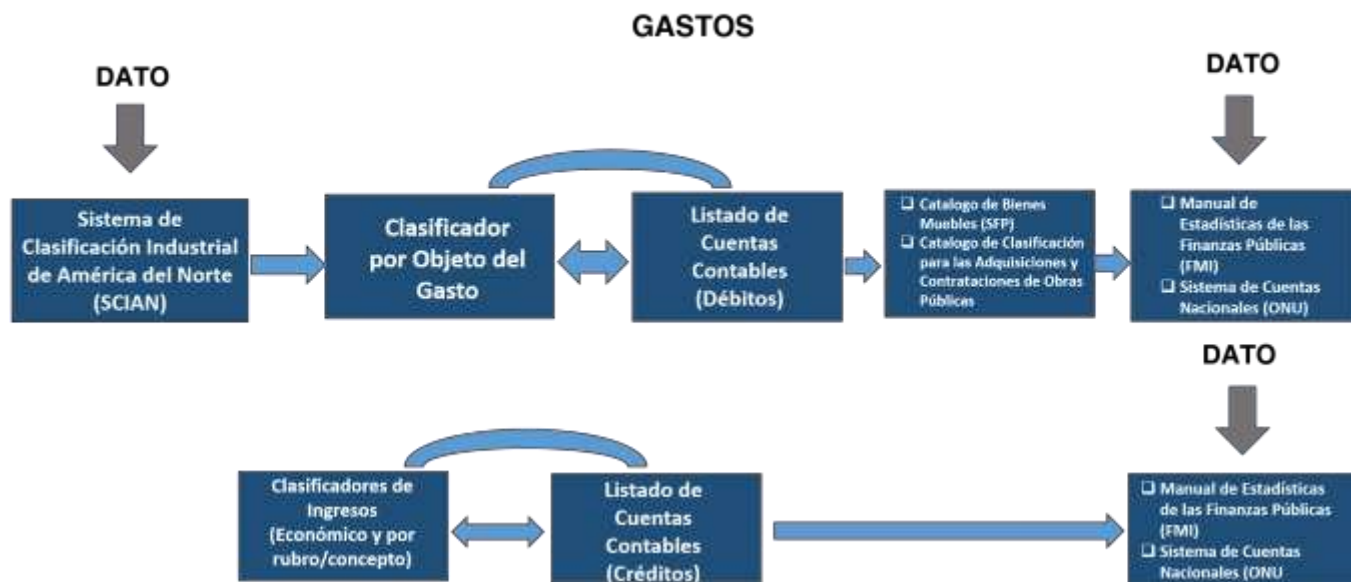 GASTOS
DATO
DATO
Sistema de
Clasificación Industrial
de América del Norte
(SCIAN)
Clasificador
por Objeto del
Gasto
Listado de
Cuentas
Contables
(Débitos)
❑ Catalogo de Bienes
Muebles (SFP)
❑ Catalogo de Clasificación
para las Adquisiciones y
Contrataciones de Obras
Públicas
❑ Manual de
Estadísticas de las
Finanzas Públicas
(FMI)
❑ Sistema de Cuentas
Nacionales (ONU)
DATO
Clasificadores de
Ingresos
(Económico y por
rubro/concepto)
Listado de
Cuentas
Contables
(Créditos)
❑ Manual de Estadísticas
de las Finanzas Públicas
(FMI)
❑ Sistema de Cuentas
Nacionales (ONU